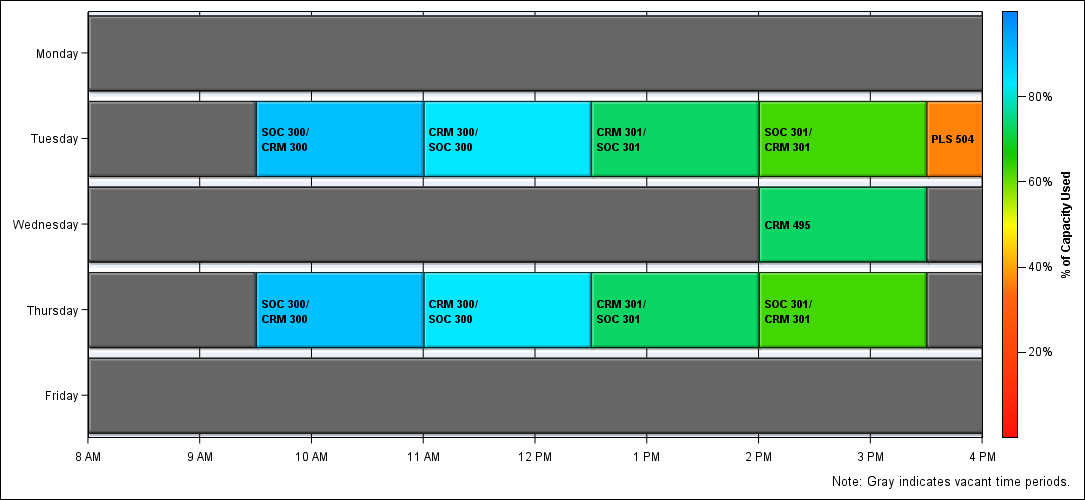 Monday
Tuesday
SOC 300/
CRM 300
CRM 300/
SOC 300
CRM 301/
SOC 301
SOC 301/
CRM 301
PLS 504
Wednesday
CRM 495
Thursday
SOC 300/
CRM 300
CRM 300/
SOC 300
CRM 301/
SOC 301
SOC 301/
CRM 301
Friday
8 AM
9 AM
10 AM
11 AM
12 PM
1 PM
2 PM
3 PM
4 PM
80%
60%
40%
20%
% of Capacity Used
Note: Gray indicates vacant time periods.